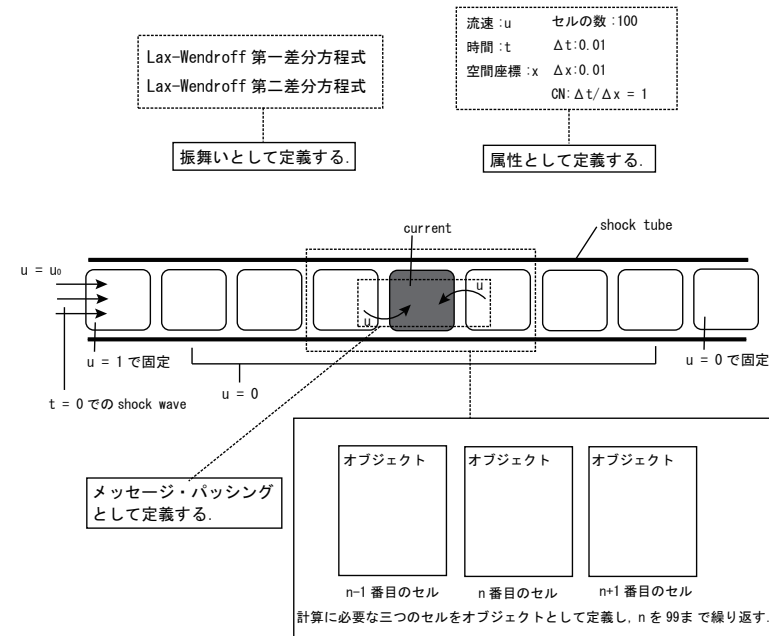 Lax-Wendroff 第一差分方程式
Lax-Wendroff 第二差分方程式
振舞いとして定義する.
流速:u セルの数:100
時間:t Δt:0.01
空間座標:x Δx:0.01
CN:Δt/Δx = 1
属性として定義する.
current
shock tube
u = u₀
u
u
u = 1 で固定
u = 0 で固定
u = 0
t = 0 での shock wave
メッセージ・パッシング
として定義する.
オブジェクト
オブジェクト
オブジェクト
n-1 番目のセル
n 番目のセル
n+1 番目のセル
計算に必要な三つのセルをオブジェクトとして定義し, n を 99ま で繰り返す.